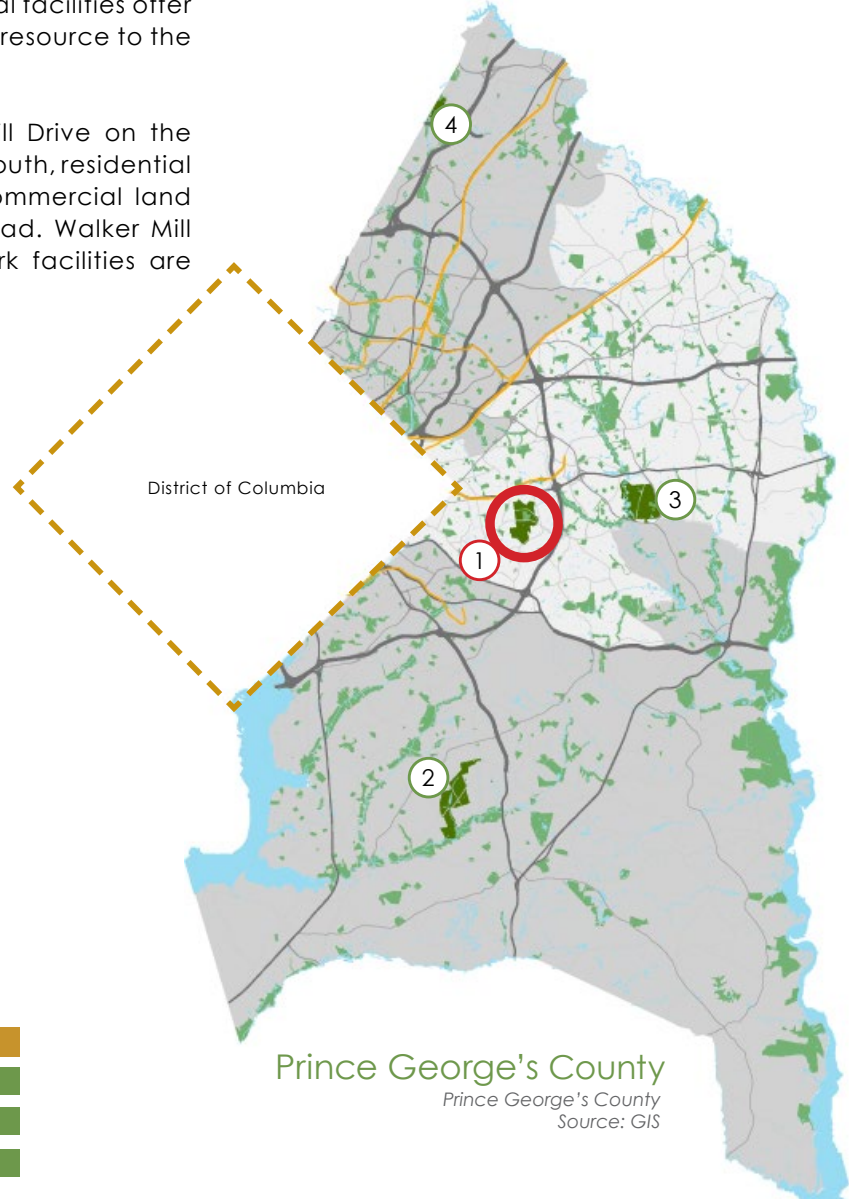 al facilities offer
resource to the
ll Drive on the
outh, residential
ommercial land
ad. Walker Mill
rk facilities are
4
District of Columbia
3
1
2
Prince George's County
Prince George's County
Source: GIS